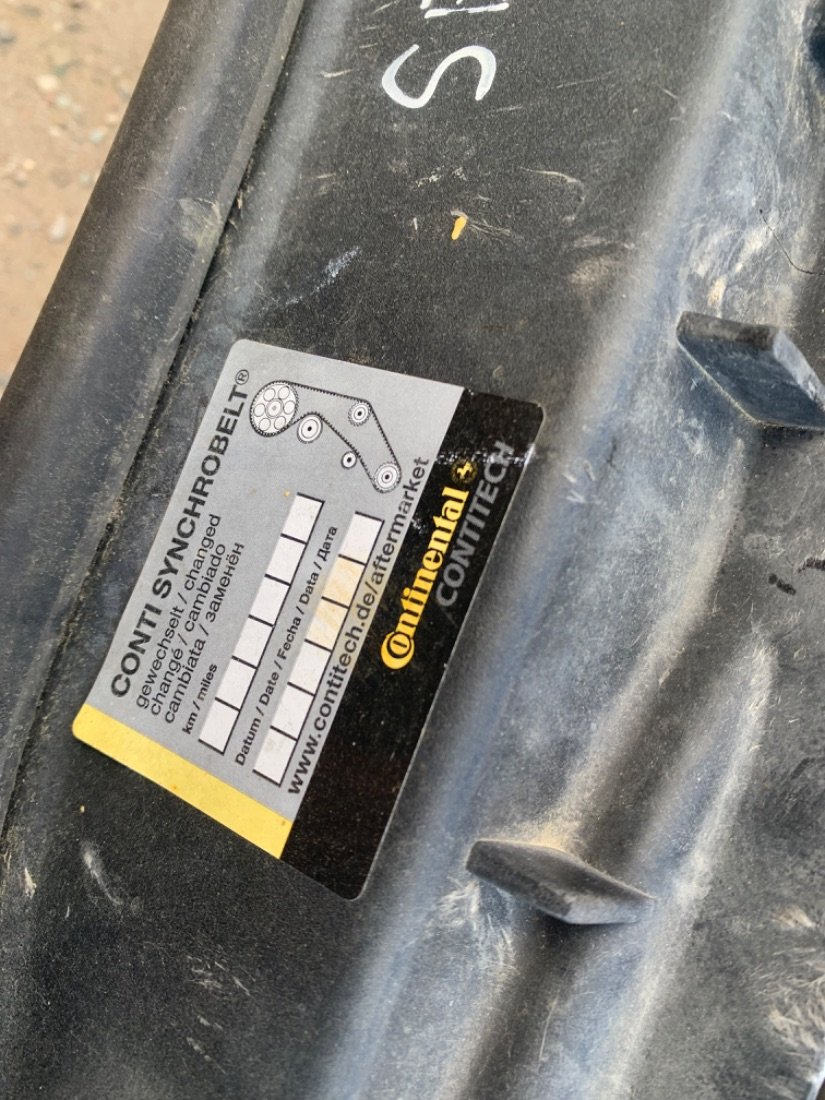 CONTI SYNCHROBELT®
gewechselt / changed
changé / cambiado
cambiata / заменён
km/miles
Datum / Date / Fecha / Data / Дата
www.contitech.de/aftermarket
Continental
CONTITECH